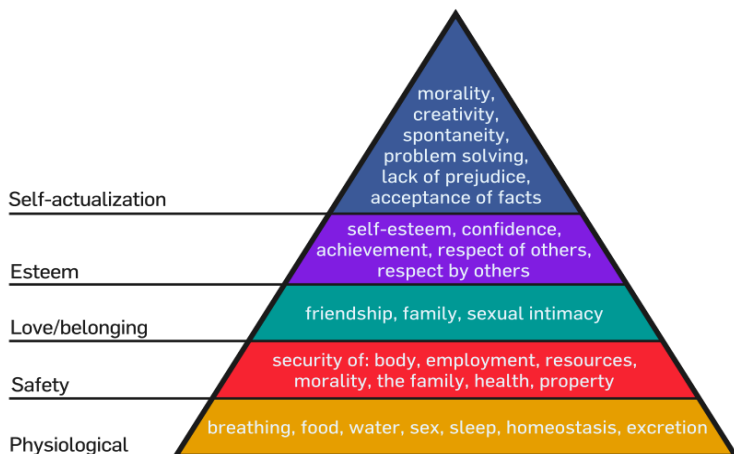 morality,
creativity,
spontaneity,
problem solving,
lack of prejudice,
acceptance of facts
Self-actualization
self-esteem, confidence,
achievement, respect of others,
respect by others
Esteem
friendship, family, sexual intimacy
Love/belonging
security of: body, employment, resources,
morality, the family, health, property
Safety
breathing, food, water, sex, sleep, homeostasis, excretion
Physiological